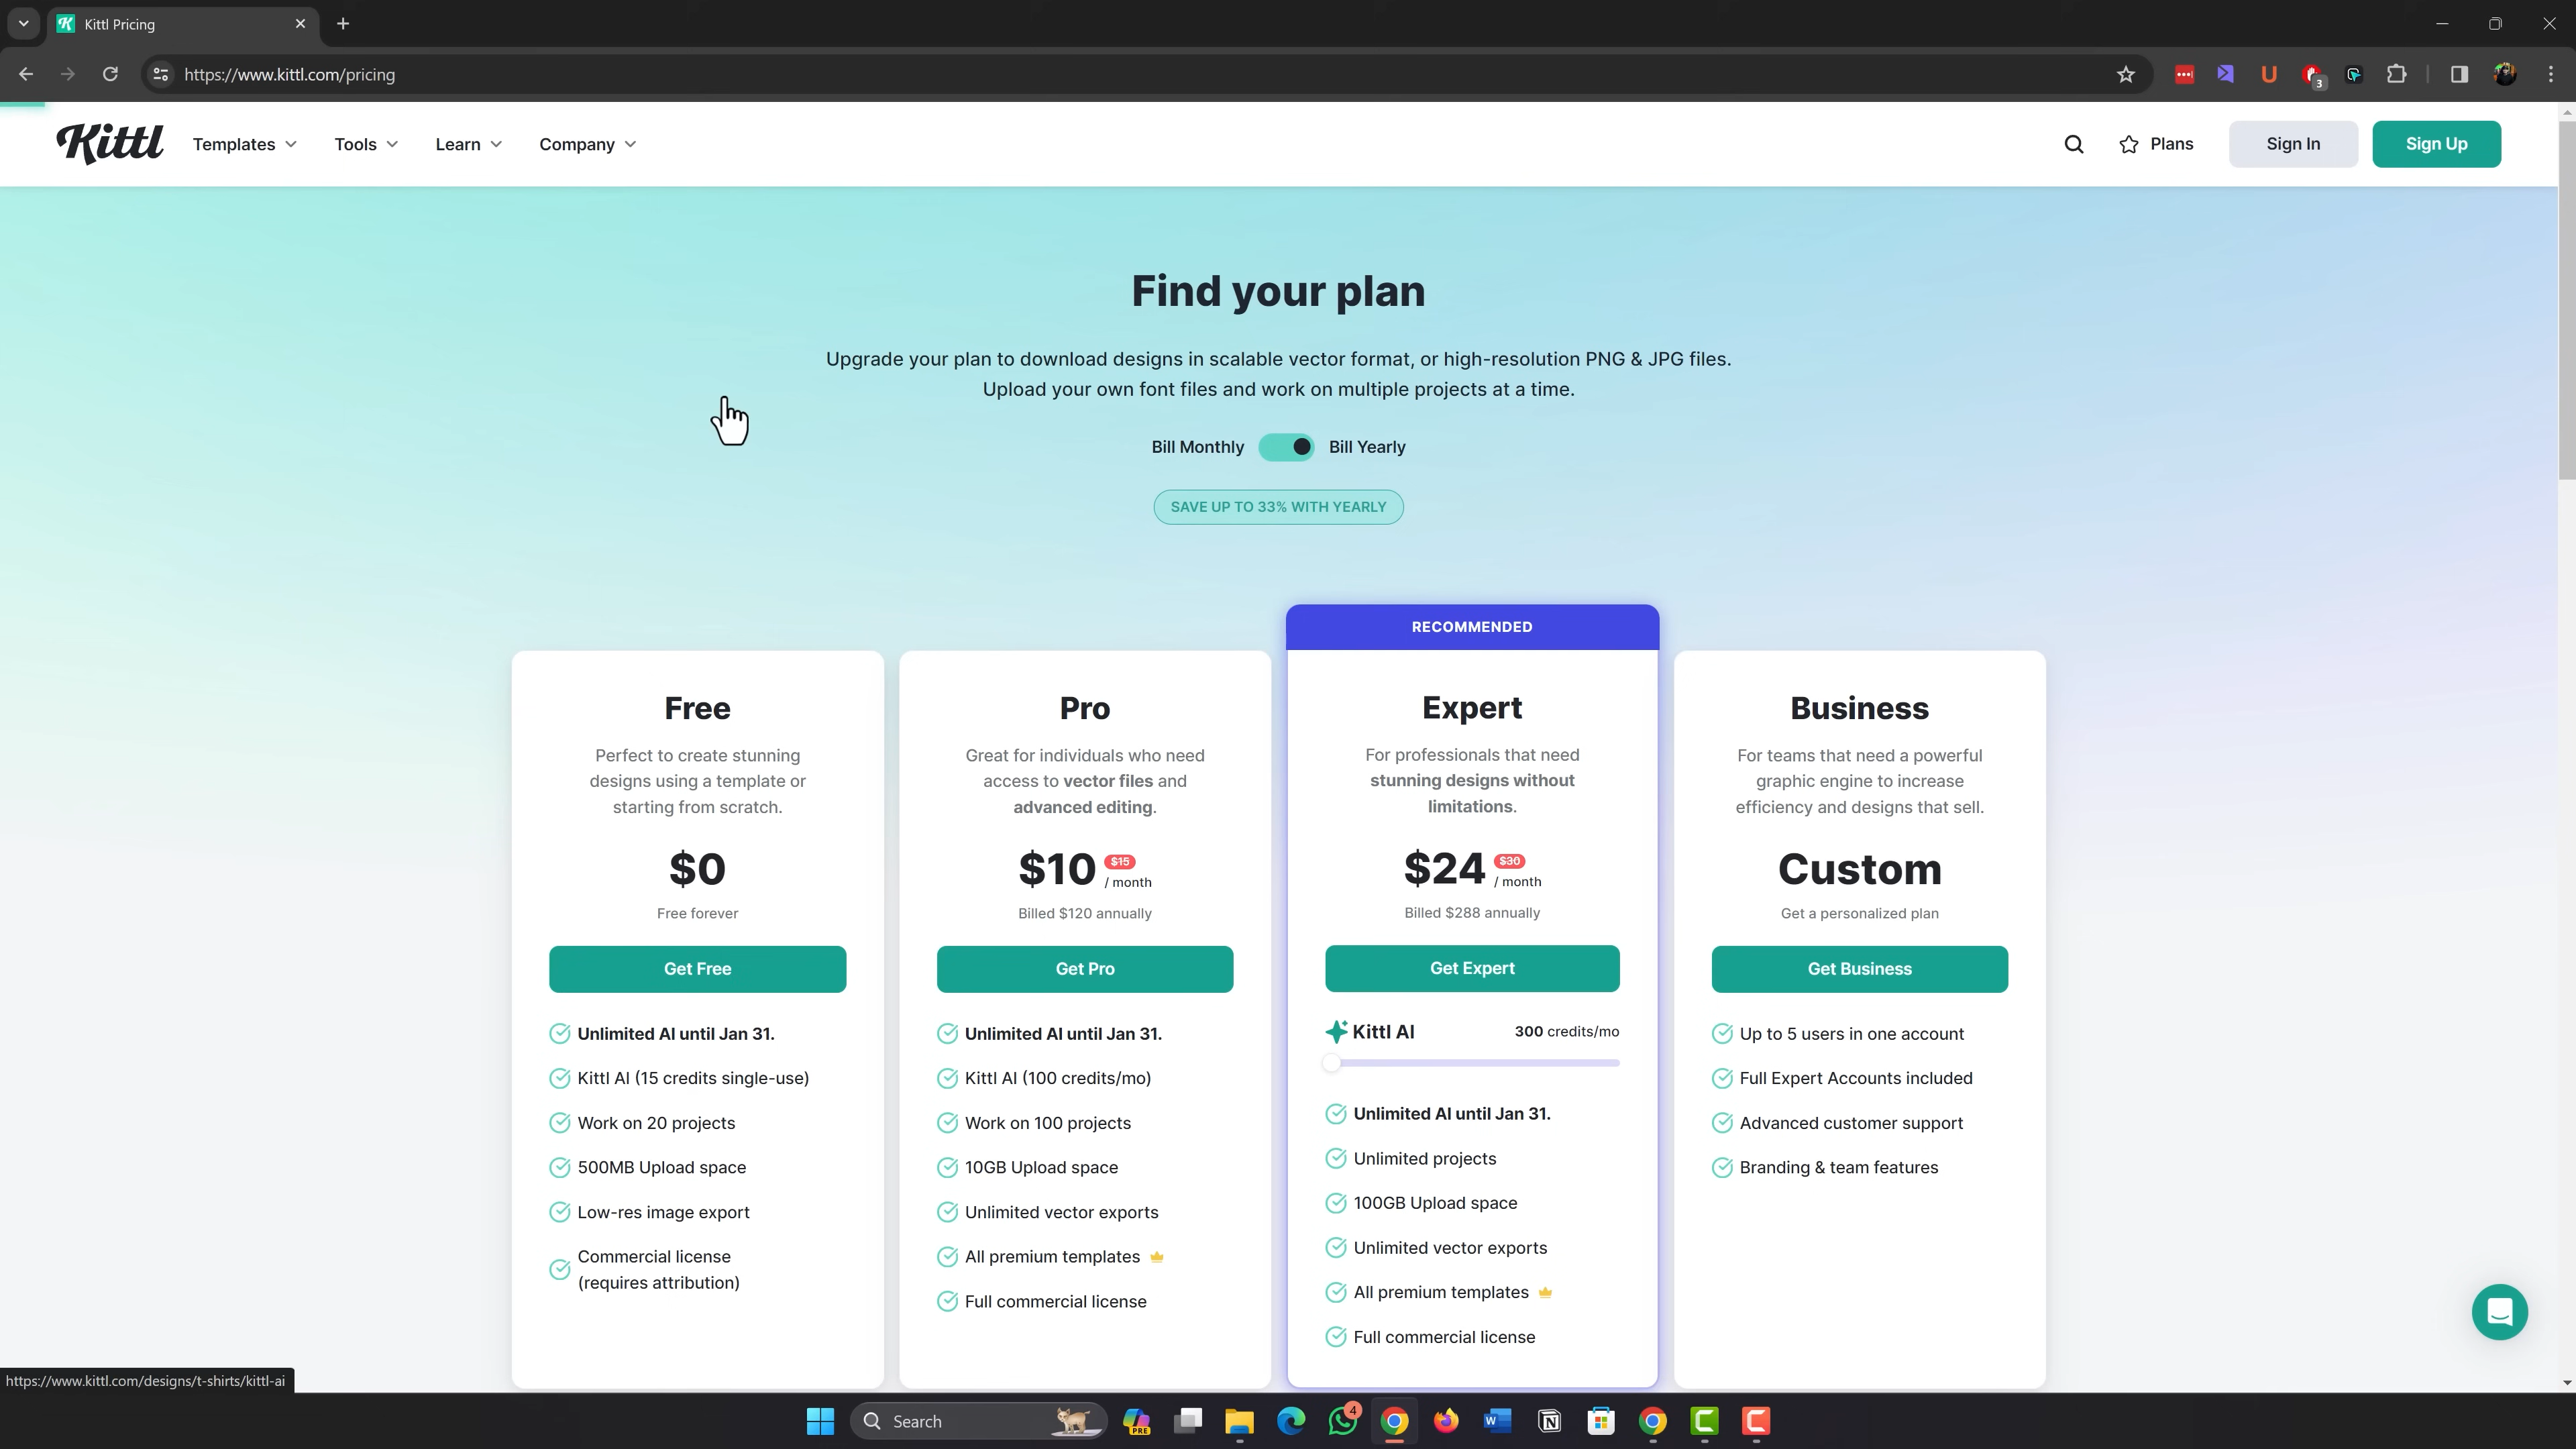 Kittl Pricing
https://www.kittl.com/pricing
3
Kittl
Templates
Tools
Learn
Company
Plans
Sign In
Sign Up
Find your plan
Upgrade your plan to download designs in scalable vector format, or high-resolution PNG & JPG files.
Upload your own font files and work on multiple projects at a time.
Bill Monthly
Bill Yearly
SAVE UP TO 33% WITH YEARLY
Free
Perfect to create stunning
designs using a template or
starting from scratch.
$0
Free forever
Get Free
Unlimited AI until Jan 31.
Kittl AI (15 credits single-use)
Work on 20 projects
500MB Upload space
Low-res image export
Commercial license
(requires attribution)
Pro
Great for individuals who need
access to vector files and
advanced editing.
$10 $15
/ month
Billed $120 annually
Get Pro
Unlimited AI until Jan 31.
Kittl AI (100 credits/mo)
Work on 100 projects
10GB Upload space
Unlimited vector exports
All premium templates
Full commercial license
RECOMMENDED
Expert
For professionals that need
stunning designs without
limitations.
$24 $30
/ month
Billed $288 annually
Get Expert
Kittl AI 300 credits/mo
Unlimited AI until Jan 31.
Unlimited projects
100GB Upload space
Unlimited vector exports
All premium templates
Full commercial license
Business
For teams that need a powerful
graphic engine to increase
efficiency and designs that sell.
Custom
Get a personalized plan
Get Business
Up to 5 users in one account
Full Expert Accounts included
Advanced customer support
Branding & team features
https://www.kittl.com/designs/t-shirts/kittl-ai
Search
PRE
4